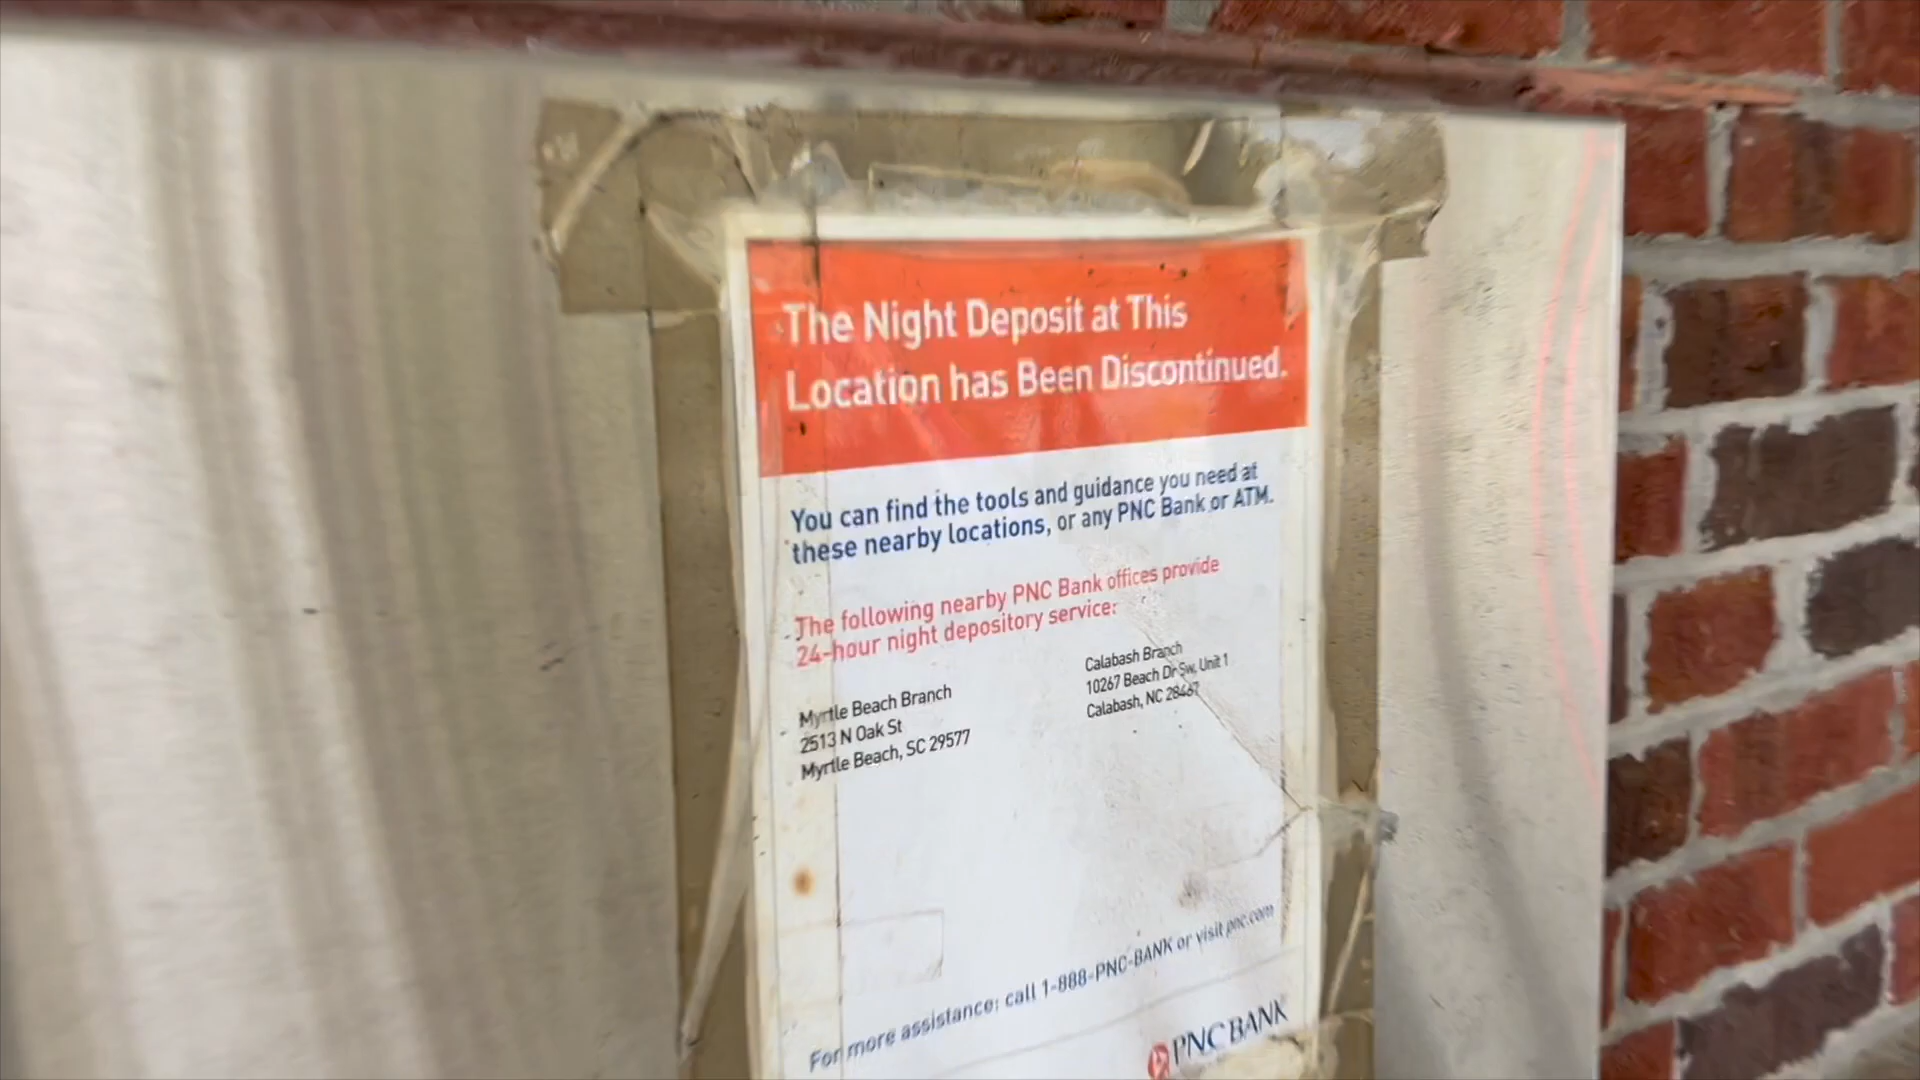 The Night Deposit at This
Location has Been Discontinued.
You can find the tools and guidance you need at
these nearby locations, or any PNC Bank or ATM.
The following nearby PNC Bank offices provide
24-hour night depository service:
Myrtle Beach Branch
2513 N Oak St
Myrtle Beach, SC 29577
Calabash Branch
10267 Beach Dr Sw, Unit 1
Calabash, NC 28467
For more assistance: call 1-888-PNC-BANK or visit pnc.com
PNC BANK